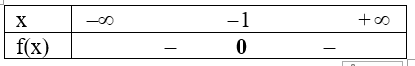 x –∞ –1 +∞
f(x) – 0 –